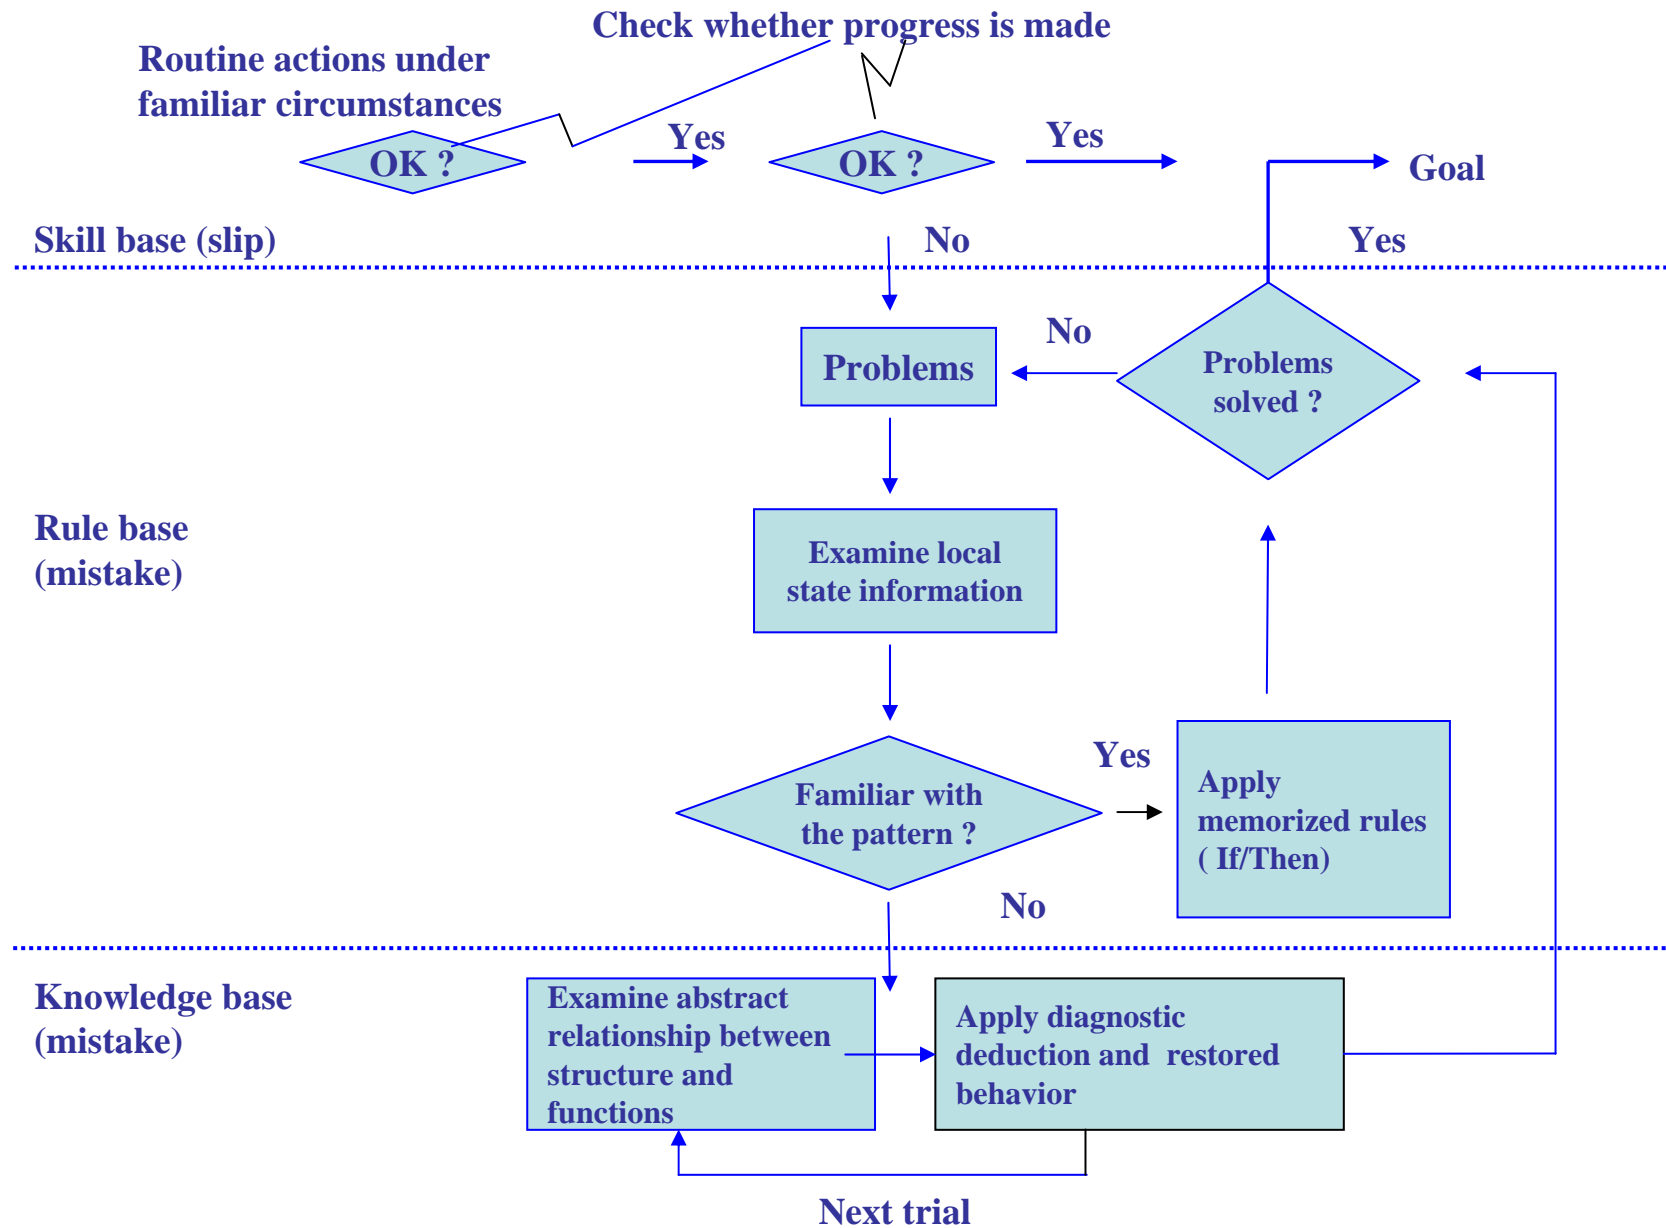 Check whether progress is made
Routine actions under
familiar circumstances
OK ?
Yes
OK ?
Yes
Goal
Skill base (slip)
No
Yes
Problems
No
Problems
solved ?
Rule base
(mistake)
Examine local
state information
Familiar with
the pattern ?
Yes
Apply
memorized rules
( If/Then)
No
Knowledge base
(mistake)
Examine abstract
relationship between
structure and
functions
Apply diagnostic
deduction and restored
behavior
Next trial